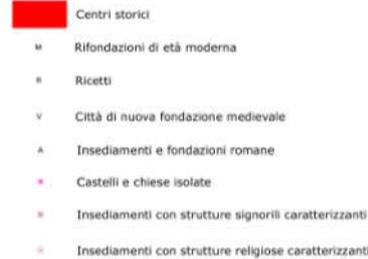 Centri storici
M Rifondazioni di età moderna
R Ricetti
V Città di nuova fondazione medievale
A Insediamenti e fondazioni romane
Castelli e chiese isolate
Insediamenti con strutture signorili caratterizzanti
Insediamenti con strutture religiose caratterizzanti